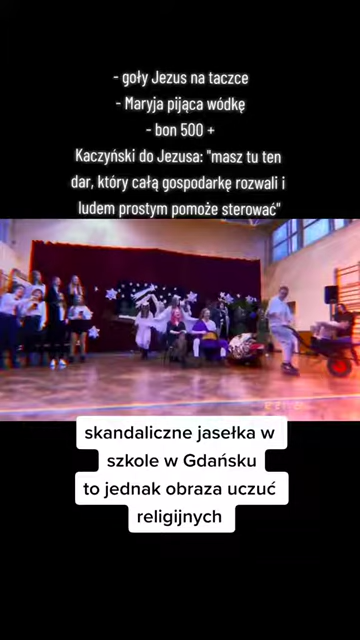 - goły Jezus na taczce
- Maryja pijąca wódkę
- bon 500 +
Kaczyński do Jezusa: "masz tu ten
dar, który całą gospodarkę rozwali i
ludem prostym pomoże sterować"
skandaliczne jasełka w
szkole w Gdańsku
to jednak obraza uczuć
religijnych